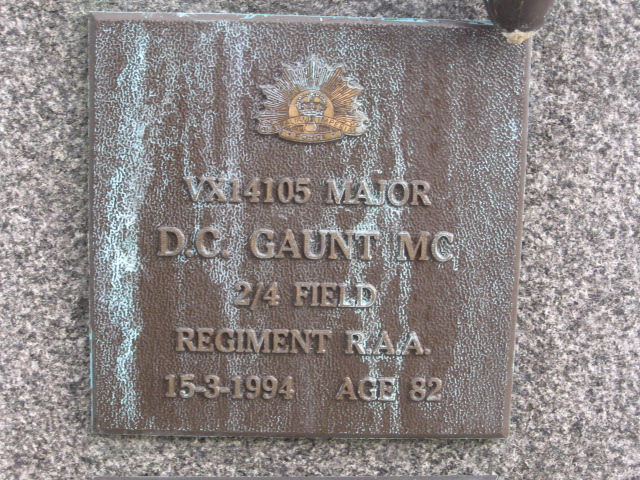 VX14105 MAJOR
D.C. GAUNT MC
2/4 FIELD
REGIMENT R.A.A.
15-3-1994 AGE 82